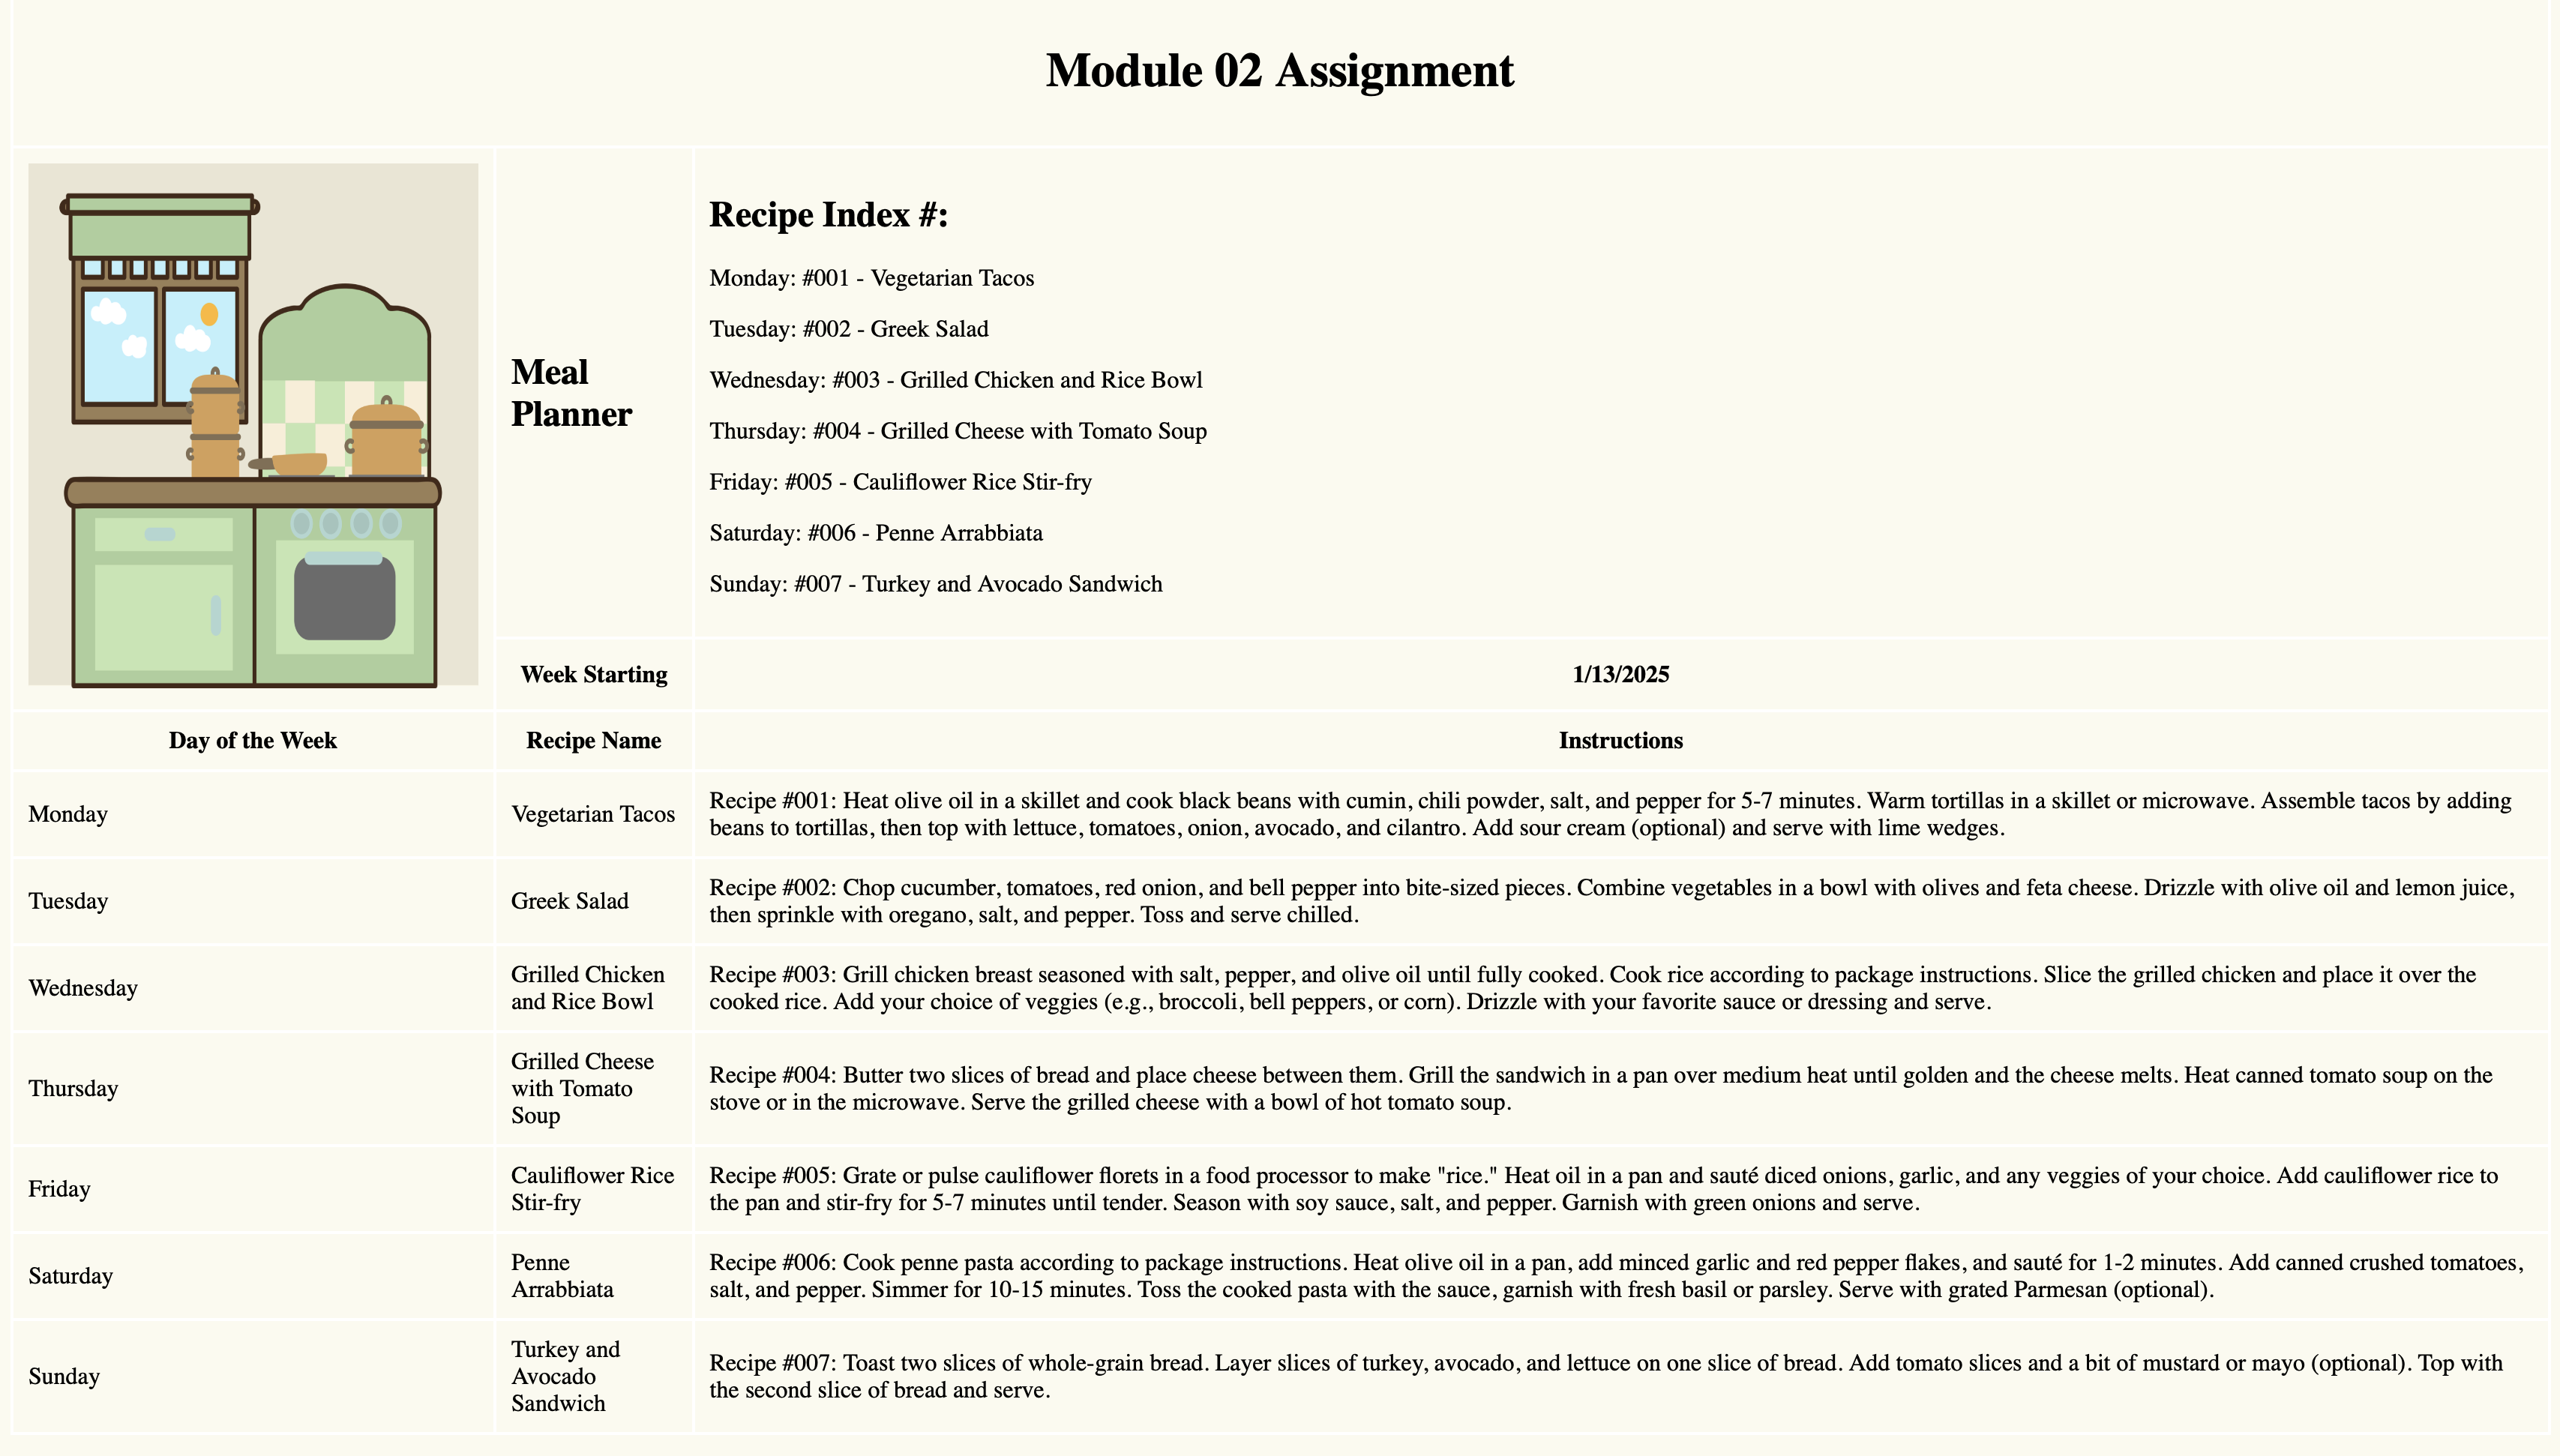 Module 02 Assignment
Meal
Planner
Recipe Index #:
Monday: #001 - Vegetarian Tacos
Tuesday: #002 - Greek Salad
Wednesday: #003 - Grilled Chicken and Rice Bowl
Thursday: #004 - Grilled Cheese with Tomato Soup
Friday: #005 - Cauliflower Rice Stir-fry
Saturday: #006 - Penne Arrabbiata
Sunday: #007 - Turkey and Avocado Sandwich
Week Starting
1/13/2025
Day of the Week
Recipe Name
Instructions
Monday
Vegetarian Tacos
Recipe #001: Heat olive oil in a skillet and cook black beans with cumin, chili powder, salt, and pepper for 5-7 minutes. Warm tortillas in a skillet or microwave. Assemble tacos by adding
beans to tortillas, then top with lettuce, tomatoes, onion, avocado, and cilantro. Add sour cream (optional) and serve with lime wedges.
Tuesday
Greek Salad
Recipe #002: Chop cucumber, tomatoes, red onion, and bell pepper into bite-sized pieces. Combine vegetables in a bowl with olives and feta cheese. Drizzle with olive oil and lemon juice,
then sprinkle with oregano, salt, and pepper. Toss and serve chilled.
Wednesday
Grilled Chicken
and Rice Bowl
Recipe #003: Grill chicken breast seasoned with salt, pepper, and olive oil until fully cooked. Cook rice according to package instructions. Slice the grilled chicken and place it over the
cooked rice. Add your choice of veggies (e.g., broccoli, bell peppers, or corn). Drizzle with your favorite sauce or dressing and serve.
Thursday
Grilled Cheese
with Tomato
Soup
Recipe #004: Butter two slices of bread and place cheese between them. Grill the sandwich in a pan over medium heat until golden and the cheese melts. Heat canned tomato soup on the
stove or in the microwave. Serve the grilled cheese with a bowl of hot tomato soup.
Friday
Cauliflower Rice
Stir-fry
Recipe #005: Grate or pulse cauliflower florets in a food processor to make "rice." Heat oil in a pan and sauté diced onions, garlic, and any veggies of your choice. Add cauliflower rice to
the pan and stir-fry for 5-7 minutes until tender. Season with soy sauce, salt, and pepper. Garnish with green onions and serve.
Saturday
Penne
Arrabbiata
Recipe #006: Cook penne pasta according to package instructions. Heat olive oil in a pan, add minced garlic and red pepper flakes, and sauté for 1-2 minutes. Add canned crushed tomatoes,
salt, and pepper. Simmer for 10-15 minutes. Toss the cooked pasta with the sauce, garnish with fresh basil or parsley. Serve with grated Parmesan (optional).
Sunday
Turkey and
Avocado
Sandwich
Recipe #007: Toast two slices of whole-grain bread. Layer slices of turkey, avocado, and lettuce on one slice of bread. Add tomato slices and a bit of mustard or mayo (optional). Top with
the second slice of bread and serve.